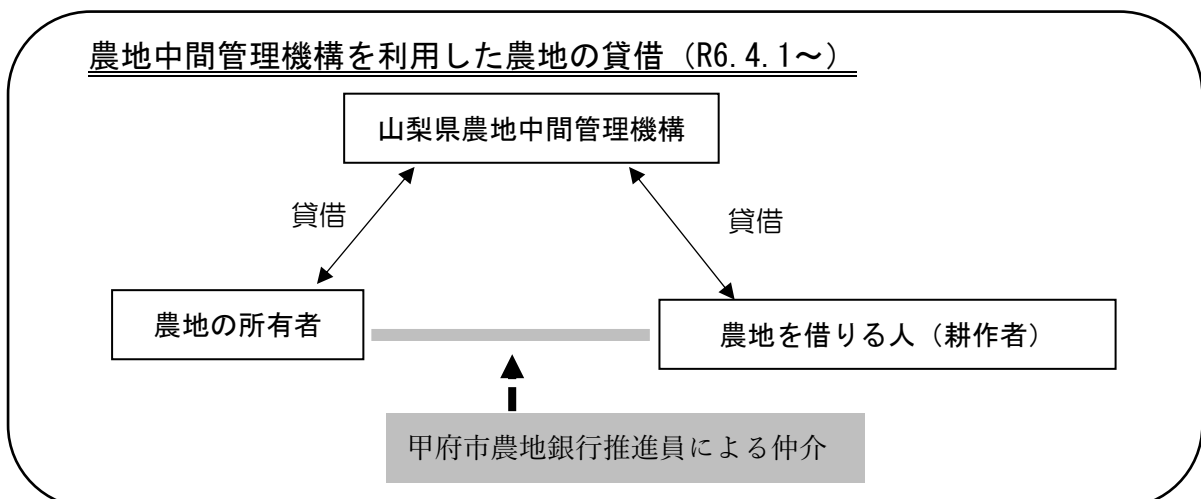 農地中間管理機構を利用した農地の貸借（R6.4.1～）
山梨県農地中間管理機構
貸借
貸借
農地の所有者
農地を借りる人（耕作者）
甲府市農地銀行推進員による仲介